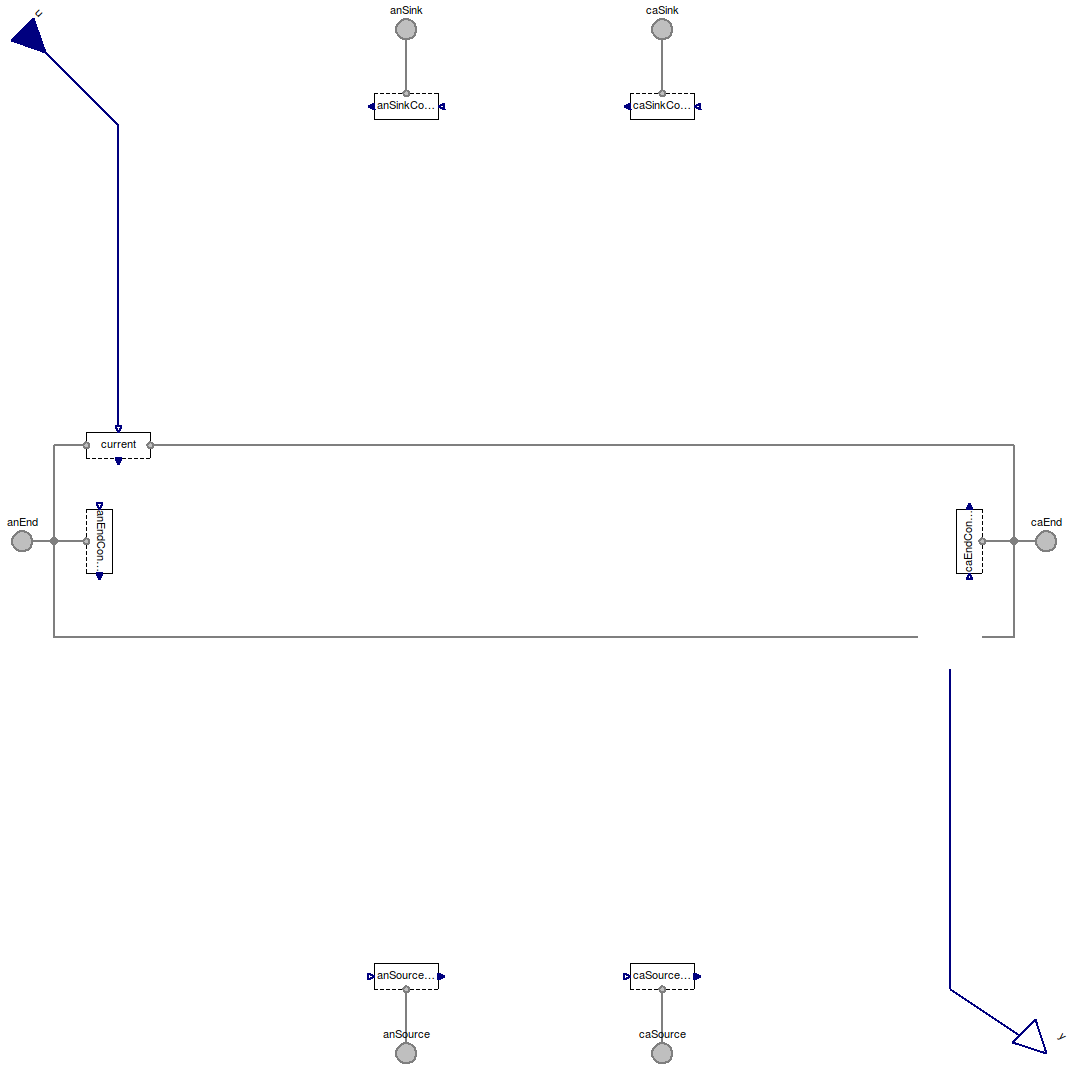 u
anSink
caSink
anSinkCo...
caSinkCo...
current
anEnd
anEndCon...
caEndCon...
caEnd
anSource...
caSource...
anSource
caSource
y